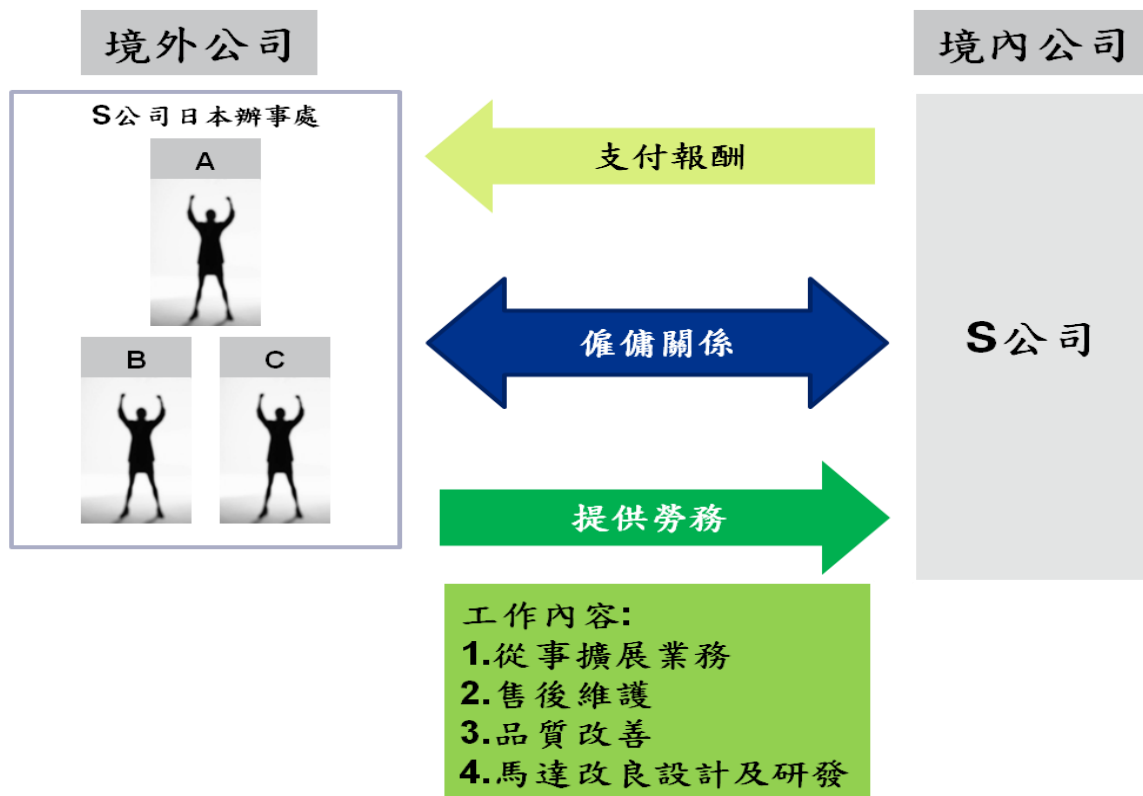 境外公司
境內公司
S公司日本辦事處
A
B
C
支付報酬
僱傭關係
提供勞務
S公司
工作內容:
1.從事擴展業務
2.售後維護
3.品質改善
4.馬達改良設計及研發